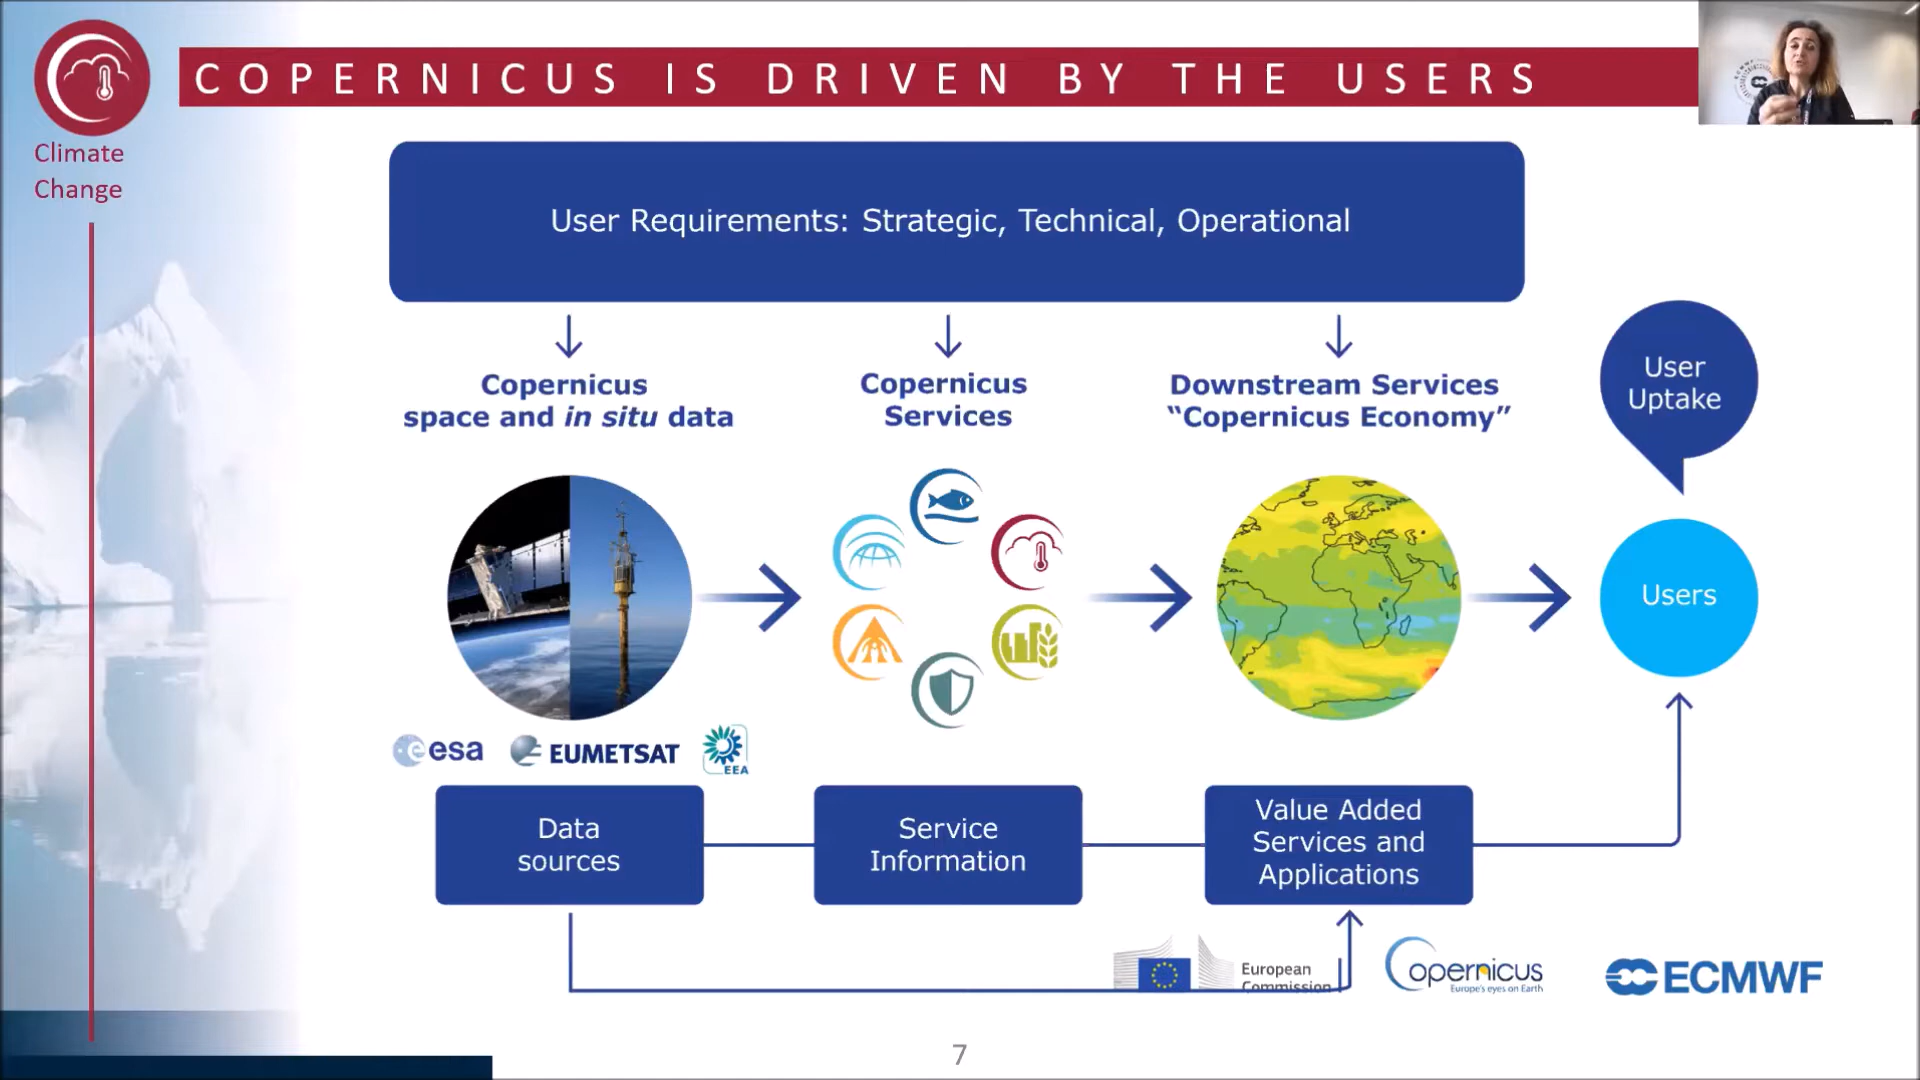 COPERNICUS IS DRIVEN BY THE USERS
Climate
Change
User Requirements: Strategic, Technical, Operational
Copernicus
space and in situ data
Copernicus
Services
Downstream Services
“Copernicus Economy”
User
Uptake
Users
esa
EUMETSAT
EEA
Data
sources
Service
Information
Value Added
Services and
Applications
European
Commission
opernicus
Europe's eyes on Earth
ECMWF
7